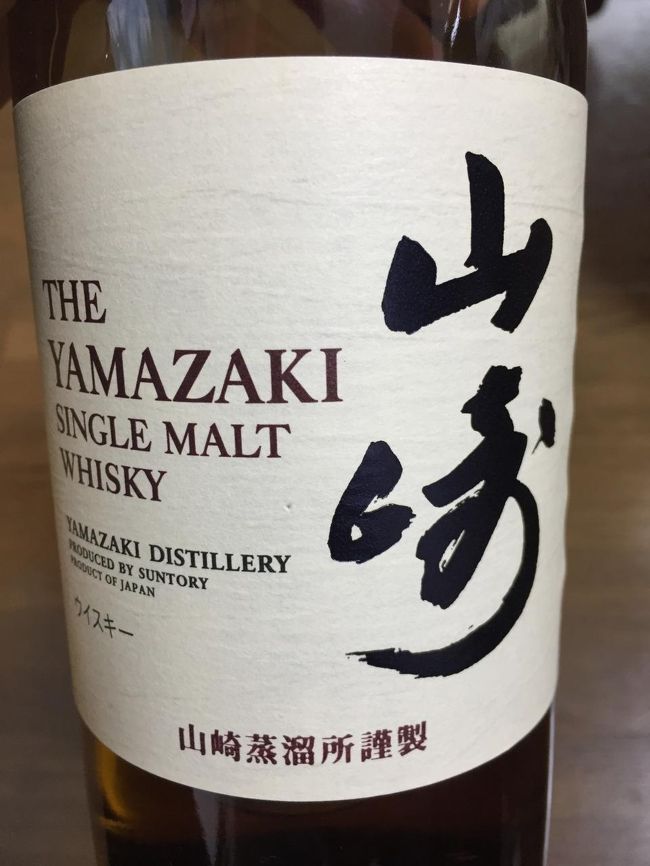 THE
YAMAZAKI
SINGLE MALT
WHISKY
YAMAZAKI DISTILLERY
PRODUCED BY SUNTORY
PRODUCT OF JAPAN
ウイスキー
山崎
山崎蒸溜所謹製